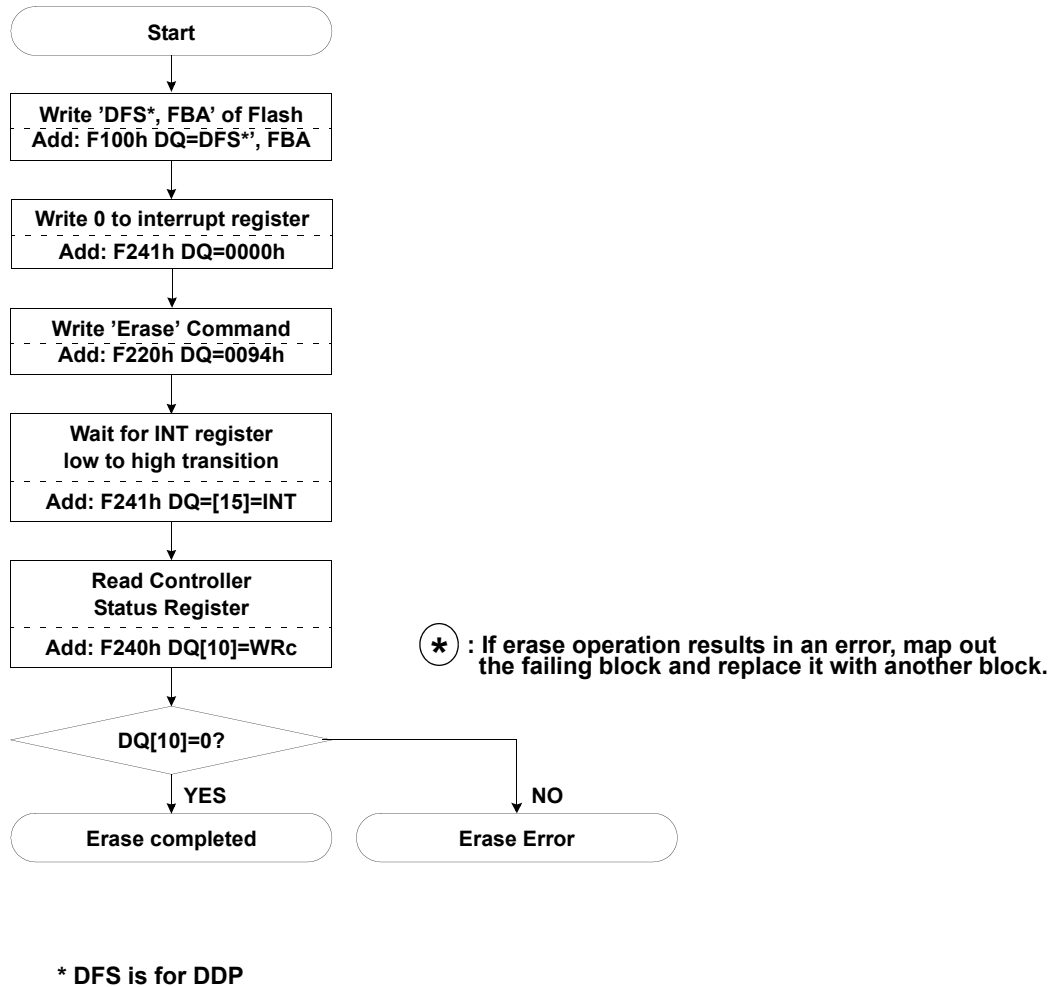 Start
Write ’DFS*, FBA’ of Flash
Add: F100h DQ=DFS*’, FBA
Write 0 to interrupt register
Add: F241h DQ=0000h
Write ’Erase’ Command
Add: F220h DQ=0094h
Wait for INT register
low to high transition
Add: F241h DQ=[15]=INT
Read Controller
Status Register
Add: F240h DQ[10]=WRc
* : If erase operation results in an error, map out
the failing block and replace it with another block.
DQ[10]=0?
YES
NO
Erase completed
Erase Error
* DFS is for DDP